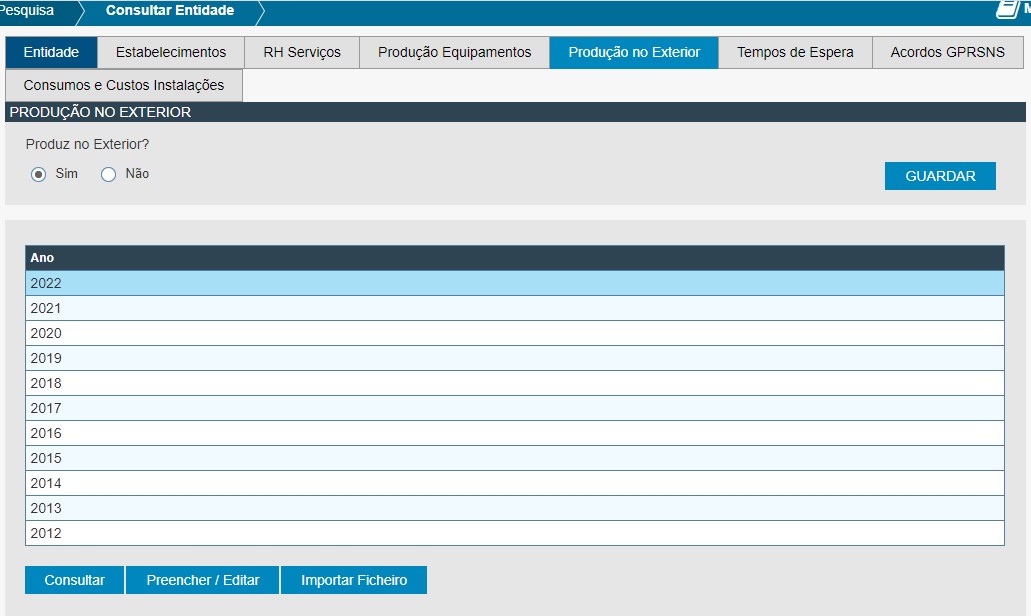 Pesquisa Consultar Entidade M
Entidade Estabelecimentos RH Serviços Produção Equipamentos Produção no Exterior Tempos de Espera Acordos GPRSNS
Consumos e Custos Instalações
PRODUÇÃO NO EXTERIOR
Produz no Exterior?
Sim Não
GUARDAR
Ano
2022
2021
2020
2019
2018
2017
2016
2015
2014
2013
2012
Consultar Preencher / Editar Importar Ficheiro